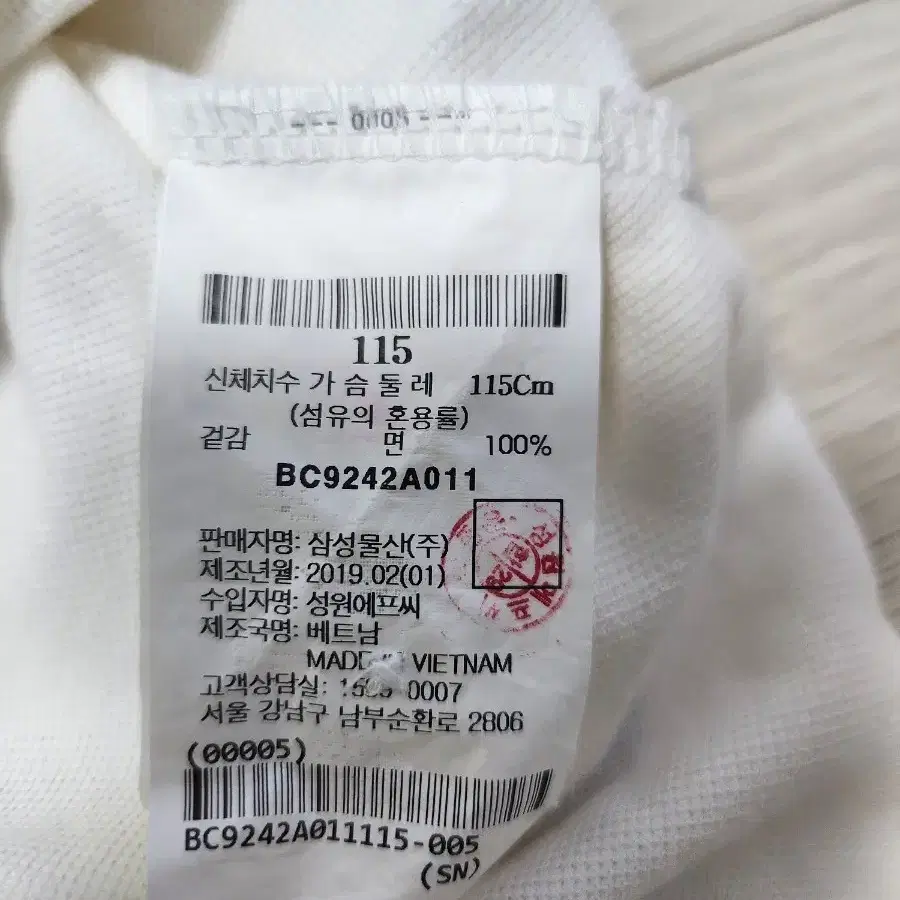 115
신체치수 가 슴 둘 레 115Cm
(섬유의 혼용률)
겉감 면 100%
BC9242A011
판매자명: 삼성물산(주)
제조년월: 2019.02(01)
수입자명: 성원에프씨
제조국명: 베트남
MADE IN VIETNAM
고객상담실: 0007
서울 강남구 남부순환로 2806
(00005)
BC9242A011115-005
(SN)